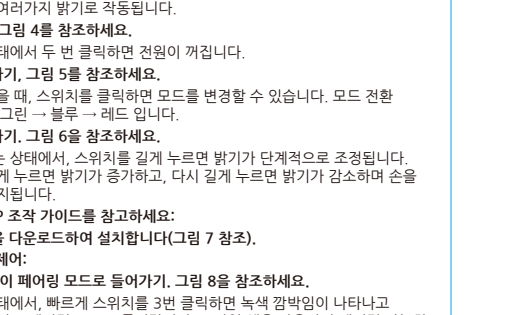 여러가지 밝기로 작동됩니다.
그림 4를 참조하세요.
태에서 두 번 클릭하면 전원이 꺼집니다.
가기, 그림 5를 참조하세요.
을 때, 스위치를 클릭하면 모드를 변경할 수 있습니다. 모드 전환
그린 → 블루 → 레드 입니다.
가기. 그림 6을 참조하세요.
는 상태에서, 스위치를 길게 누르면 밝기가 단계적으로 조정됩니다.
게 누르면 밝기가 증가하고, 다시 길게 누르면 밝기가 감소하며 손을
지됩니다.
P 조작 가이드를 참고하세요:
을 다운로드하여 설치합니다(그림 7 참조).
제어:
이 페어링 모드로 들어가기. 그림 8을 참조하세요.
태에서, 빠르게 스위치를 3번 클릭하면 녹색 깜박임이 나타나고